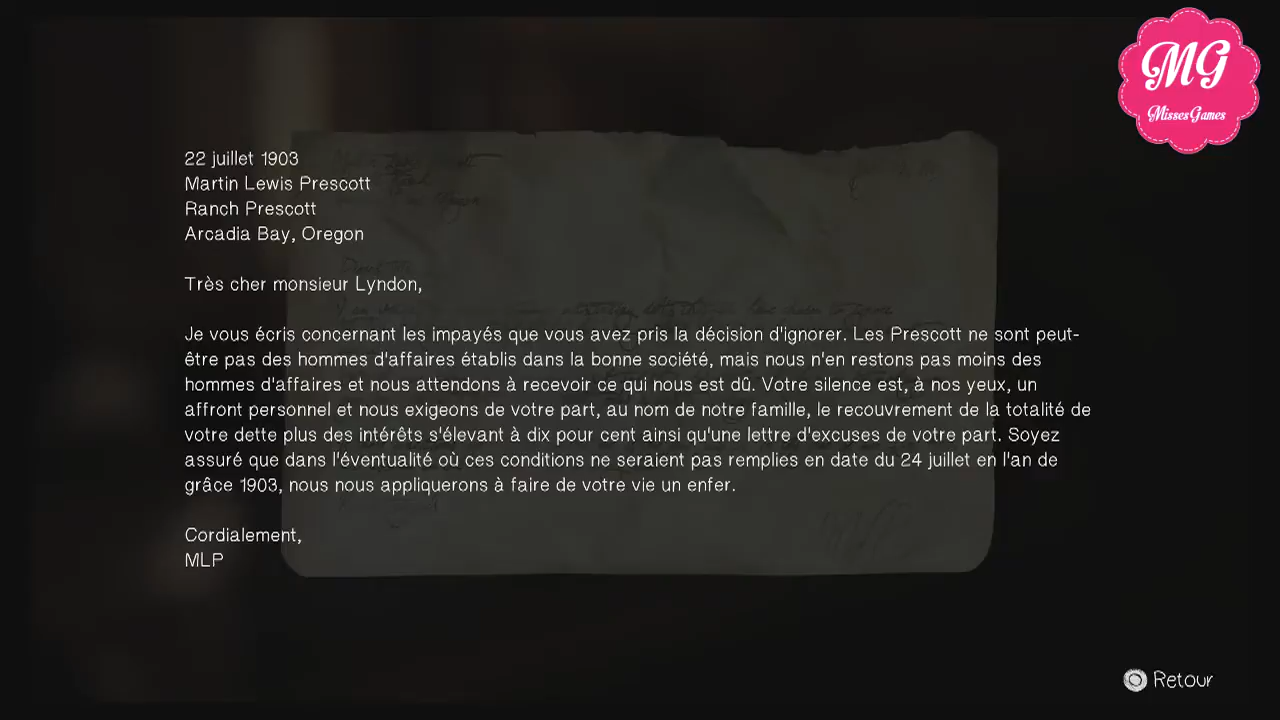 MG
MissesGames
22 juillet 1903
Martin Lewis Prescott
Ranch Prescott
Arcadia Bay, Oregon
Très cher monsieur Lyndon,
Je vous écris concernant les impayés que vous avez pris la décision d'ignorer. Les Prescott ne sont peut-
être pas des hommes d'affaires établis dans la bonne société, mais nous n'en restons pas moins des
hommes d'affaires et nous attendons à recevoir ce qui nous est dû. Votre silence est, à nos yeux, un
affront personnel et nous exigeons de votre part, au nom de notre famille, le recouvrement de la totalité de
votre dette plus des intérêts s'élevant à dix pour cent ainsi qu'une lettre d'excuses de votre part. Soyez
assuré que dans l'éventualité où ces conditions ne seraient pas remplies en date du 24 juillet en l'an de
grâce 1903, nous nous appliquerons à faire de votre vie un enfer.
Cordialement,
MLP
Retour